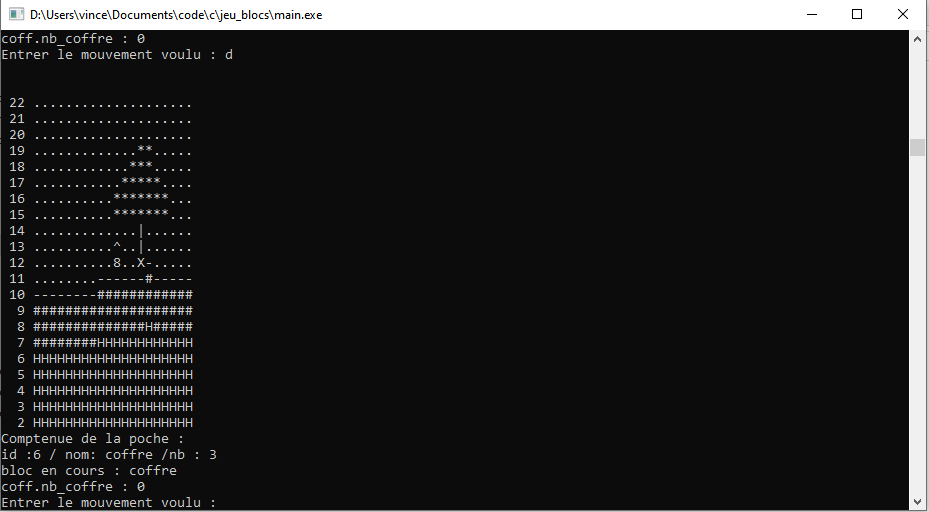 D:\Users\vince\Documents\code\c\jeu_blocs\main.exe
coff.nb_coffre : 0
Entrer le mouvement voulu : d
22 ....................
21 ....................
20 ....................
19 .............**.....
18 ............***.....
17 ...........*****....
16 ..........*******...
15 ..........*******...
14 .............|......
13 ..........^..|......
12 ..........8..X-.....
11 ........------#-----
10 --------############
9 ####################
8 ##############H#####
7 ########HHHHHHHHHHHH
6 HHHHHHHHHHHHHHHHHHHH
5 HHHHHHHHHHHHHHHHHHHH
4 HHHHHHHHHHHHHHHHHHHH
3 HHHHHHHHHHHHHHHHHHHH
2 HHHHHHHHHHHHHHHHHHHH
Comptenue de la poche :
id :6 / nom: coffre /nb : 3
bloc en cours : coffre
coff.nb_coffre : 0
Entrer le mouvement voulu :